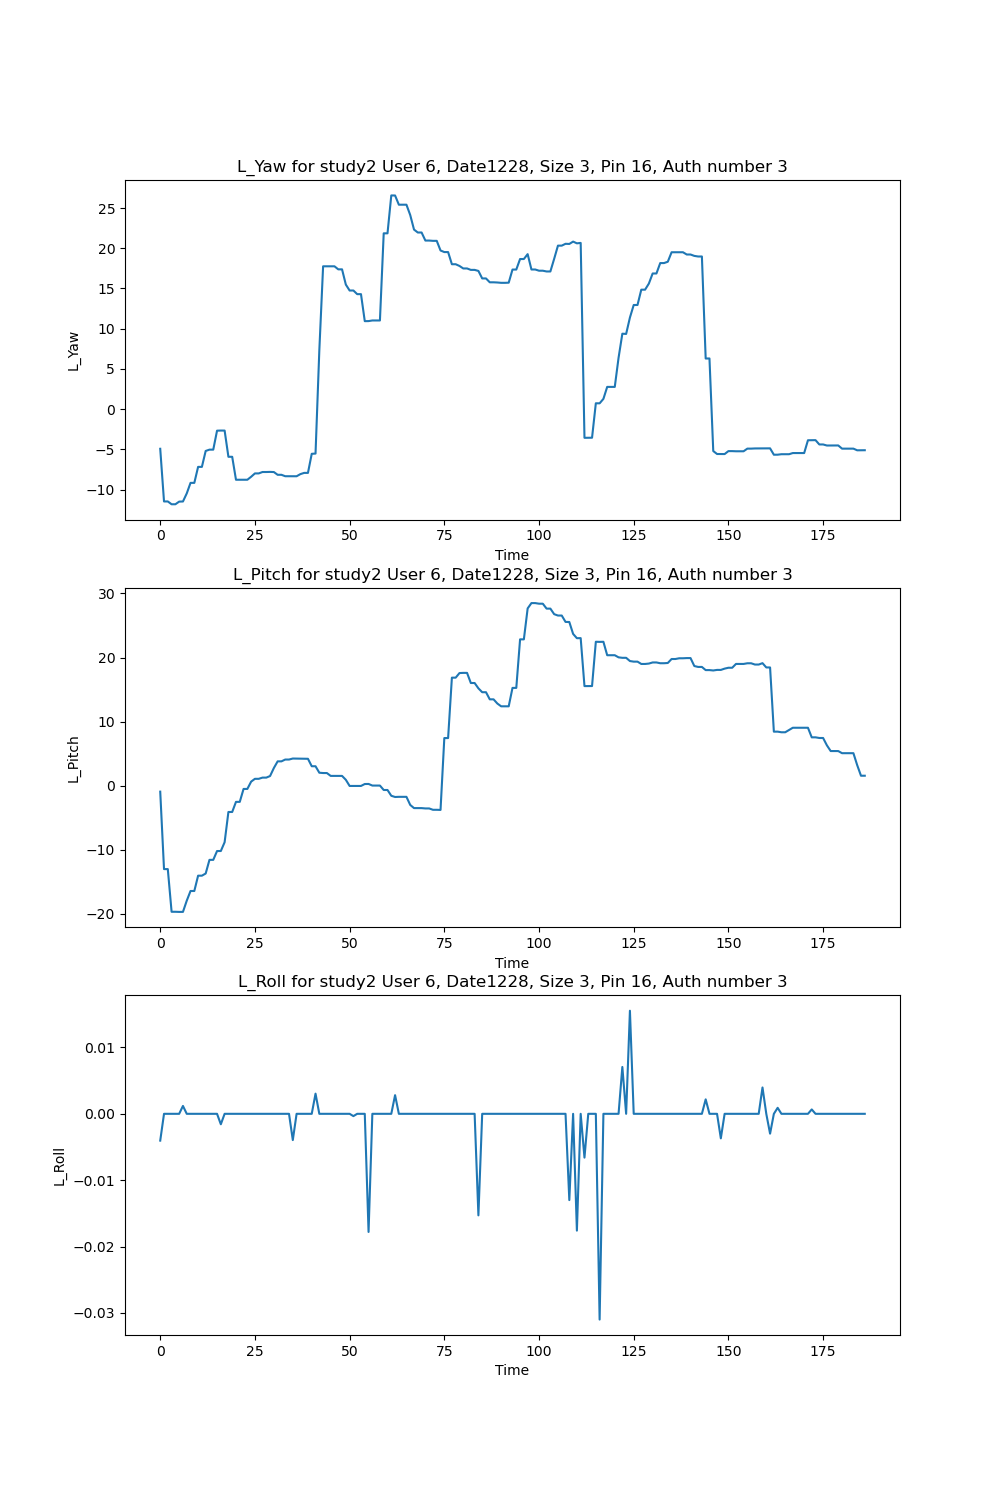 L_Yaw for study2 User 6, Date1228, Size 3, Pin 16, Auth number 3
25
20
15
10
5
0
−5
−10
L_Yaw
0 25 50 75 100 125 150 175
Time
L_Pitch for study2 User 6, Date1228, Size 3, Pin 16, Auth number 3
30
20
10
0
−10
−20
L_Pitch
0 25 50 75 100 125 150 175
Time
L_Roll for study2 User 6, Date1228, Size 3, Pin 16, Auth number 3
0.01
0.00
−0.01
−0.02
−0.03
L_Roll
0 25 50 75 100 125 150 175
Time